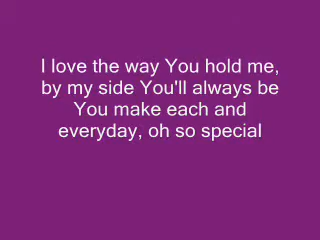 I love the way You hold me,
by my side You'll always be
You make each and
everyday, oh so special